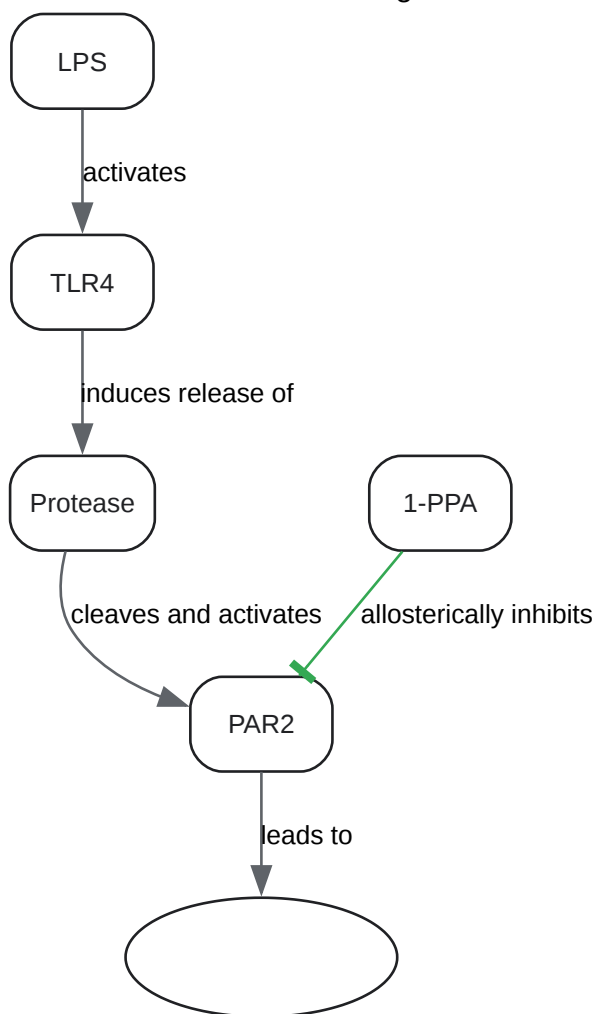 LPS
activates
TLR4
induces release of
Protease
1-PPA
cleaves and activates
allosterically inhibits
PAR2
leads to